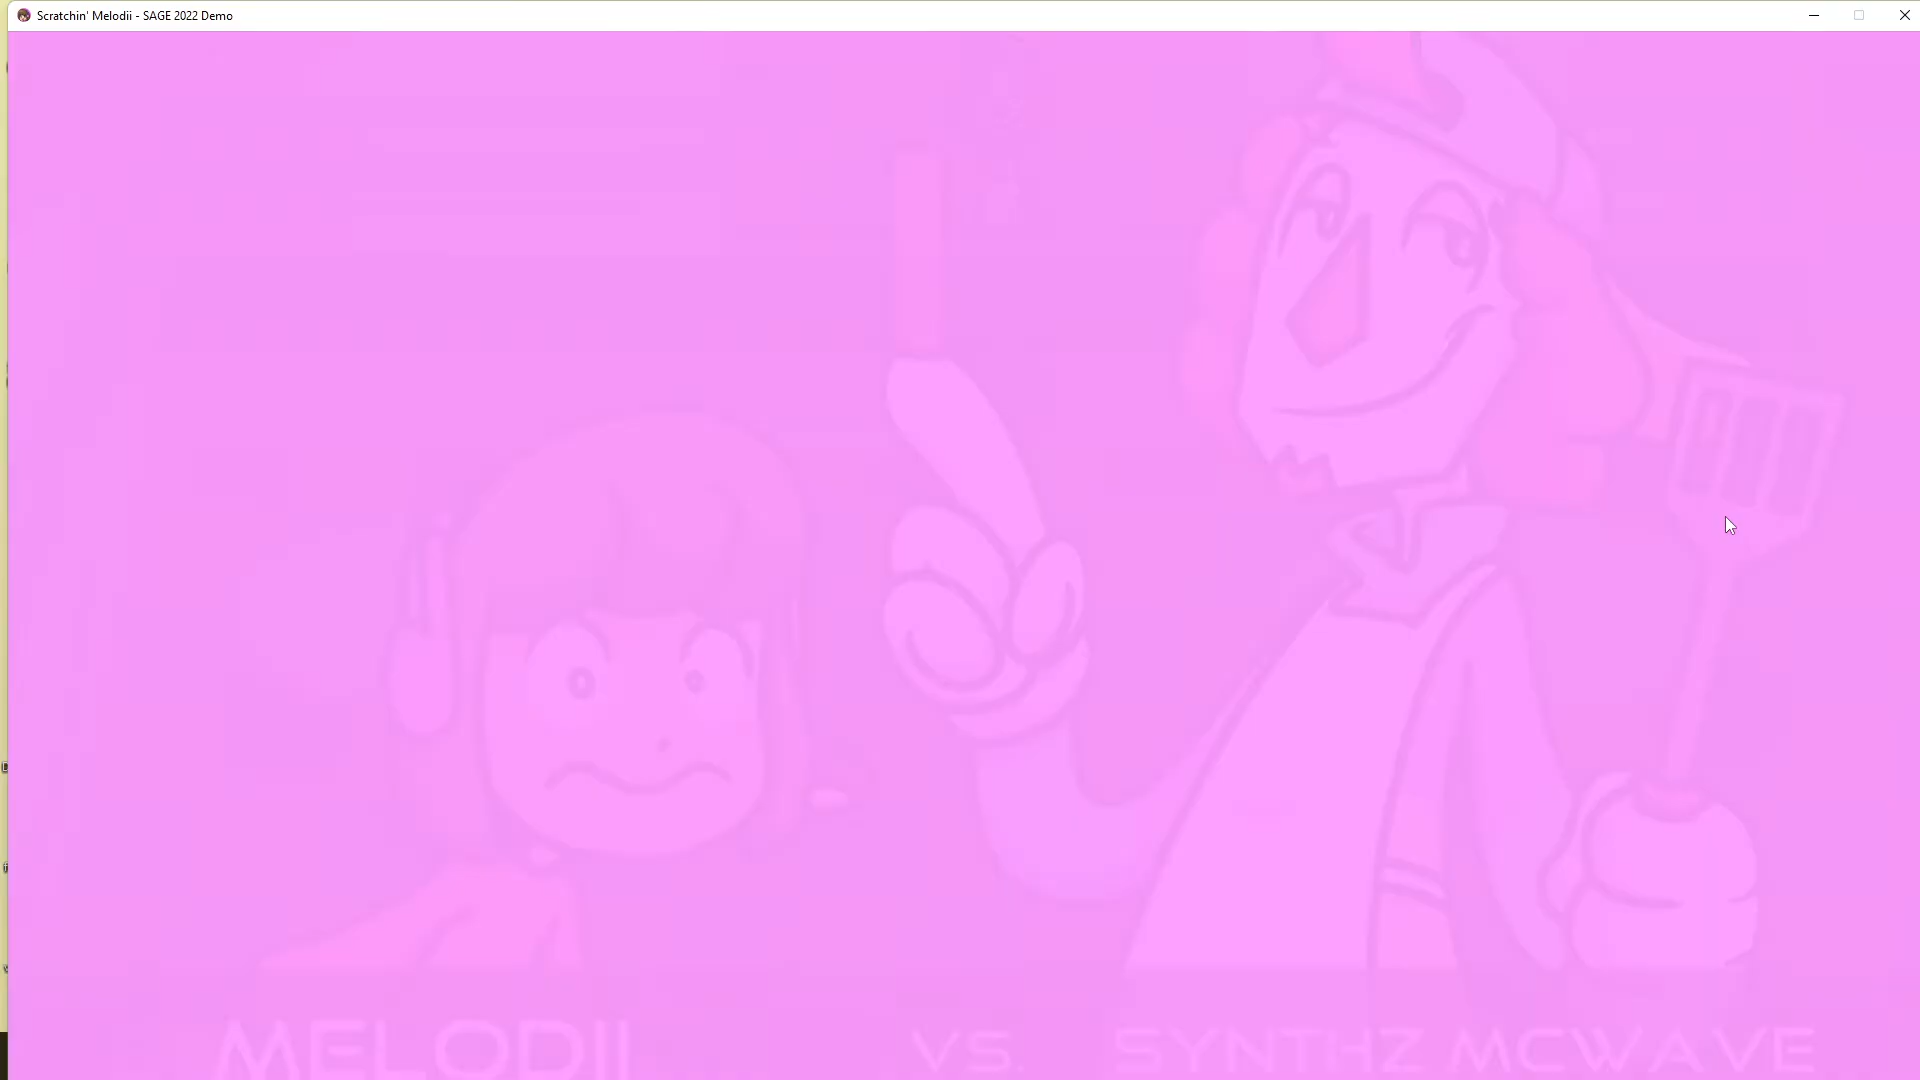 Scratchin' Melodii - SAGE 2022 Demo
MELODII VS. SYNTHZ MCWAVE